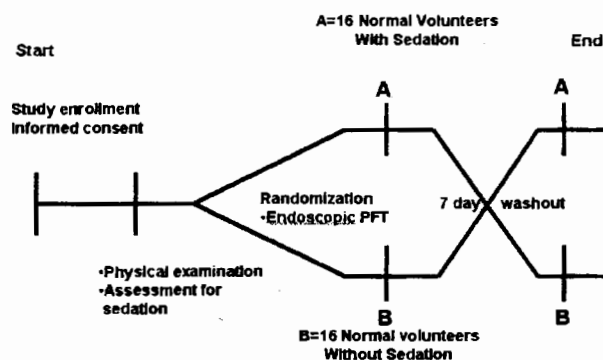 A=16 Normal Volunteers
With Sedation
Start
End
A
A
Study enrollment
Informed consent
Randomization
•Endoscopic PFT
7 day washout
•Physical examination
•Assessment for
sedation
B
B
B=16 Normal volunteers
Without Sedation